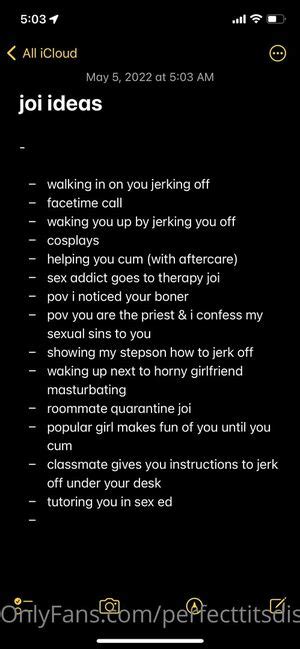 5:03
All iCloud
May 5, 2022 at 5:03 AM
joi ideas
-
– walking in on you jerking off
– facetime call
– waking you up by jerking you off
– cosplays
– helping you cum (with aftercare)
– sex addict goes to therapy joi
– pov i noticed your boner
– pov you are the priest & i confess my
sexual sins to you
– showing my stepson how to jerk off
– waking up next to horny girlfriend
masturbating
– roommate quarantine joi
– popular girl makes fun of you until you
cum
– classmate gives you instructions to jerk
off under your desk
– tutoring you in sex ed
–
OnlyFans.com/perfecttitsdis